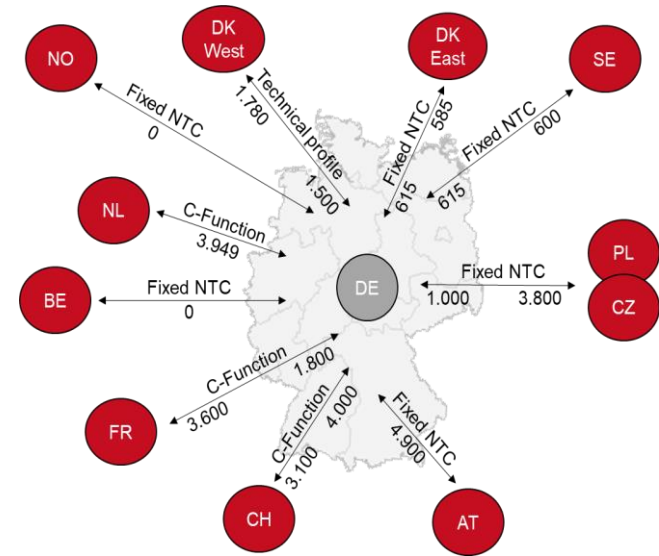 NO
DK
West
DK
East
SE
Fixed NTC
0
Technical profile
1.780
1.500
Fixed NTC
585
615
Fixed NTC
600
615
NL
C-Function
3.949
BE
Fixed NTC
0
DE
Fixed NTC
1.000
3.800
PL
CZ
FR
C-Function
1.800
3.600
CH
C-Function
4.000
3.100
AT
Fixed NTC
4.900